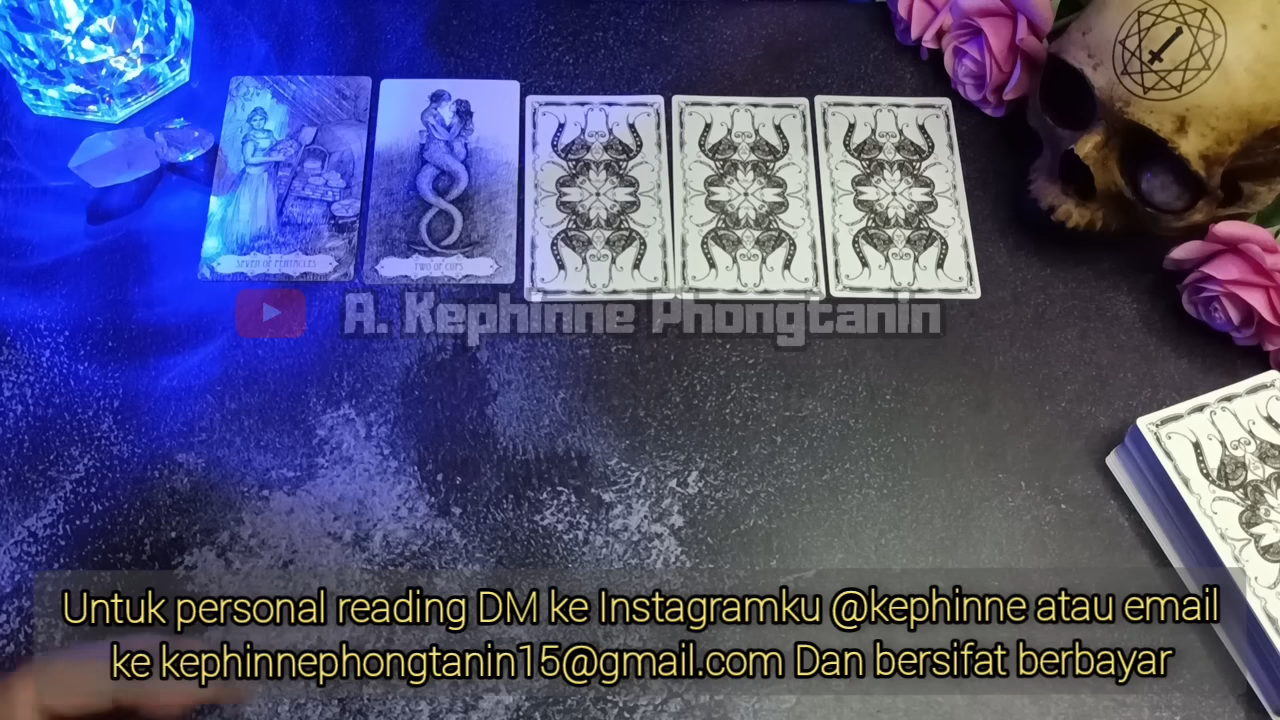 SEVEN OF PENTACLES
TWO OF CUPS
A. Kephinne Phongtanin
Untuk personal reading DM ke Instagramku @kephinne atau email
ke kephinnephongtanin15@gmail.com Dan bersifat berbayar